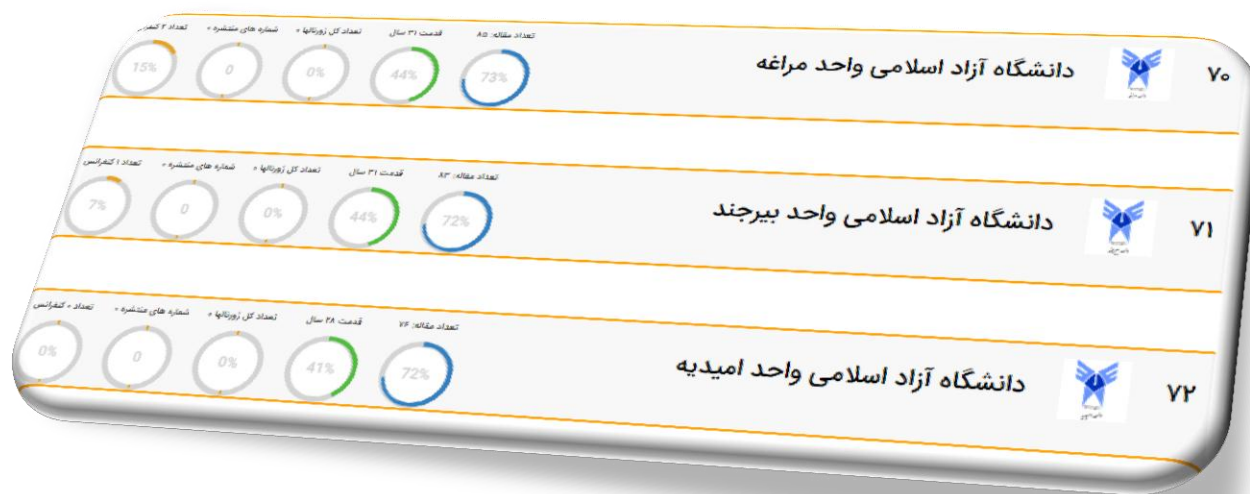 ۷۰
دانشگاه آزاد اسلامی واحد مراغه
تعداد مقاله: ۸۵
73%
قدمت ۳۱ سال
44%
تعداد کل ژورنالها ۰
0%
شماره های منتشره ۰
0
تعداد ۲
15%
۷۱
دانشگاه آزاد اسلامی واحد بیرجند
تعداد مقاله: ۸۳
72%
قدمت ۳۱ سال
44%
تعداد کل ژورنالها ۰
0%
شماره های منتشره ۰
0
تعداد ۱ کنفرانس
7%
۷۲
دانشگاه آزاد اسلامی واحد امیدیه
تعداد مقاله: ۷۶
72%
قدمت ۲۸ سال
41%
تعداد کل ژورنالها ۰
0%
شماره های منتشره ۰
0
تعداد ۰ کنفرانس
0%